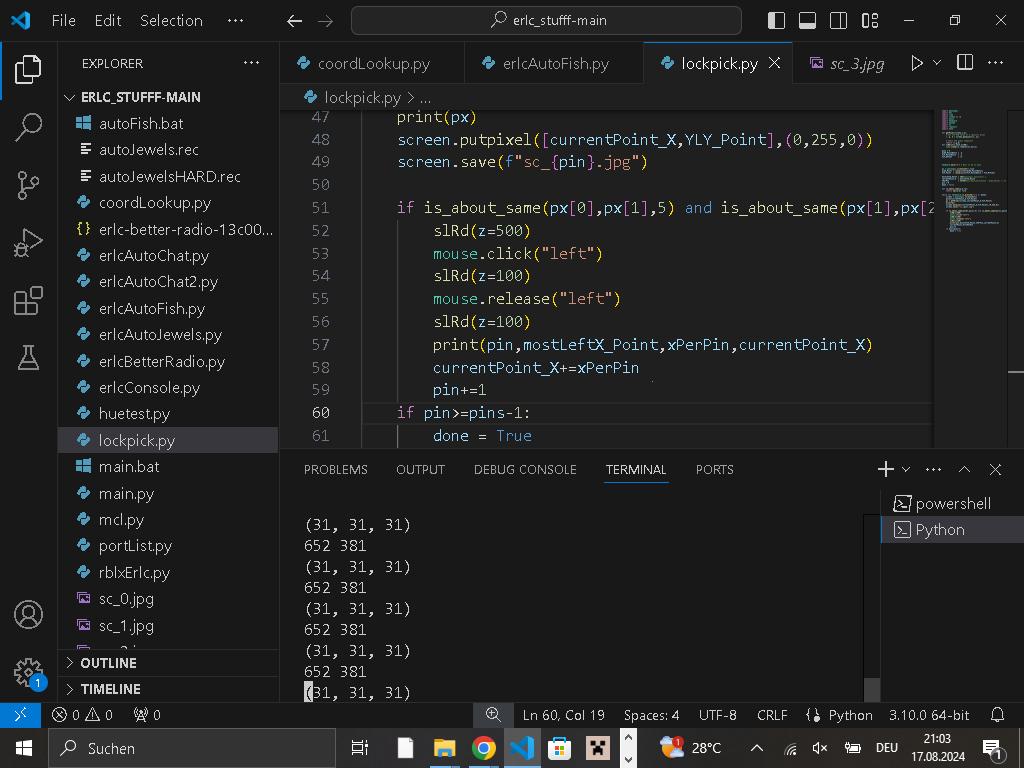 File Edit Selection ··· erlc_stufff-main
EXPLORER ···
ERLC_STUFFF-MAIN
autoFish.bat
autoJewels.rec
autoJewelsHARD.rec
coordLookup.py
{} erlc-better-radio-13c00...
erlcAutoChat.py
erlcAutoChat2.py
erlcAutoFish.py
erlcAutoJewels.py
erlcBetterRadio.py
erlcConsole.py
huetest.py
lockpick.py
main.bat
main.py
mcl.py
portList.py
rblxErlc.py
sc_0.jpg
sc_1.jpg
OUTLINE
TIMELINE
coordLookup.py erlcAutoFish.py lockpick.py sc_3.jpg ···
lockpick.py > ...
47 print(px)
48 screen.putpixel([currentPoint_X,YLY_Point],(0,255,0))
49 screen.save(f"sc_{pin}.jpg")
50
51 if is_about_same(px[0],px[1],5) and is_about_same(px[1],px[2
52 slRd(z=500)
53 mouse.click("left")
54 slRd(z=100)
55 mouse.release("left")
56 slRd(z=100)
57 print(pin,mostLeftX_Point,xPerPin,currentPoint_X)
58 currentPoint_X+=xPerPin
59 pin+=1
60 if pin>=pins-1:
61 done = True
PROBLEMS OUTPUT DEBUG CONSOLE TERMINAL PORTS
(31, 31, 31)
652 381
(31, 31, 31)
652 381
(31, 31, 31)
652 381
(31, 31, 31)
652 381
(31, 31, 31)
powershell
Python
1
0 0 0 Ln 60, Col 19 Spaces: 4 UTF-8 CRLF Python 3.10.0 64-bit
Suchen 1 28°C DEU 21:03
17.08.2024 1